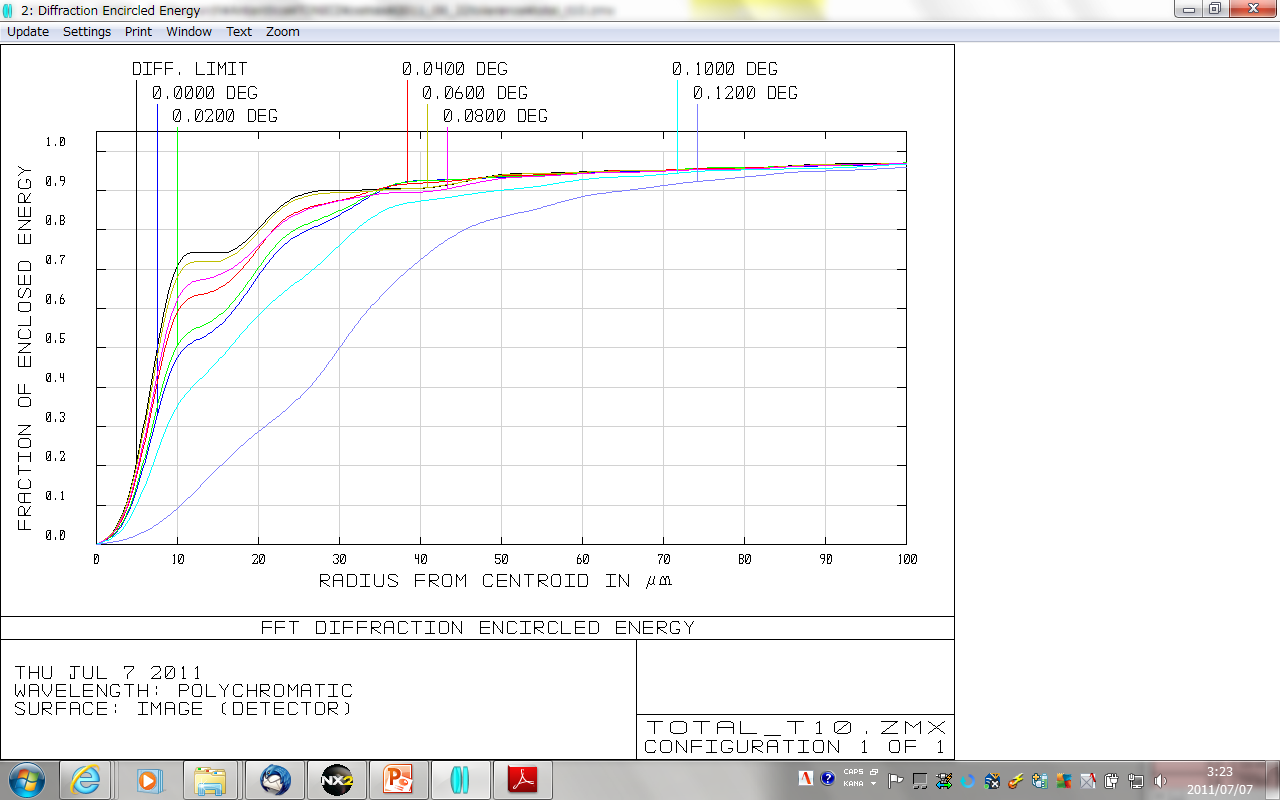 2: Diffraction Encircled Energy
Update Settings Print Window Text Zoom
DIFF. LIMIT
0.0000 DEG
0.0200 DEG
0.0400 DEG
0.0600 DEG
0.0800 DEG
0.1000 DEG
0.1200 DEG
FRACTION OF ENCLOSED ENERGY
1.0
0.9
0.8
0.7
0.6
0.5
0.4
0.3
0.2
0.1
0.0
0 10 20 30 40 50 60 70 80 90 100
RADIUS FROM CENTROID IN µm
FFT DIFFRACTION ENCIRCLED ENERGY
THU JUL 7 2011
WAVELENGTH: POLYCHROMATIC
SURFACE: IMAGE (DETECTOR)
TOTAL_T10.ZMX
CONFIGURATION 1 OF 1
NX2
A
CAPS
KANA
3:23
2011/07/07